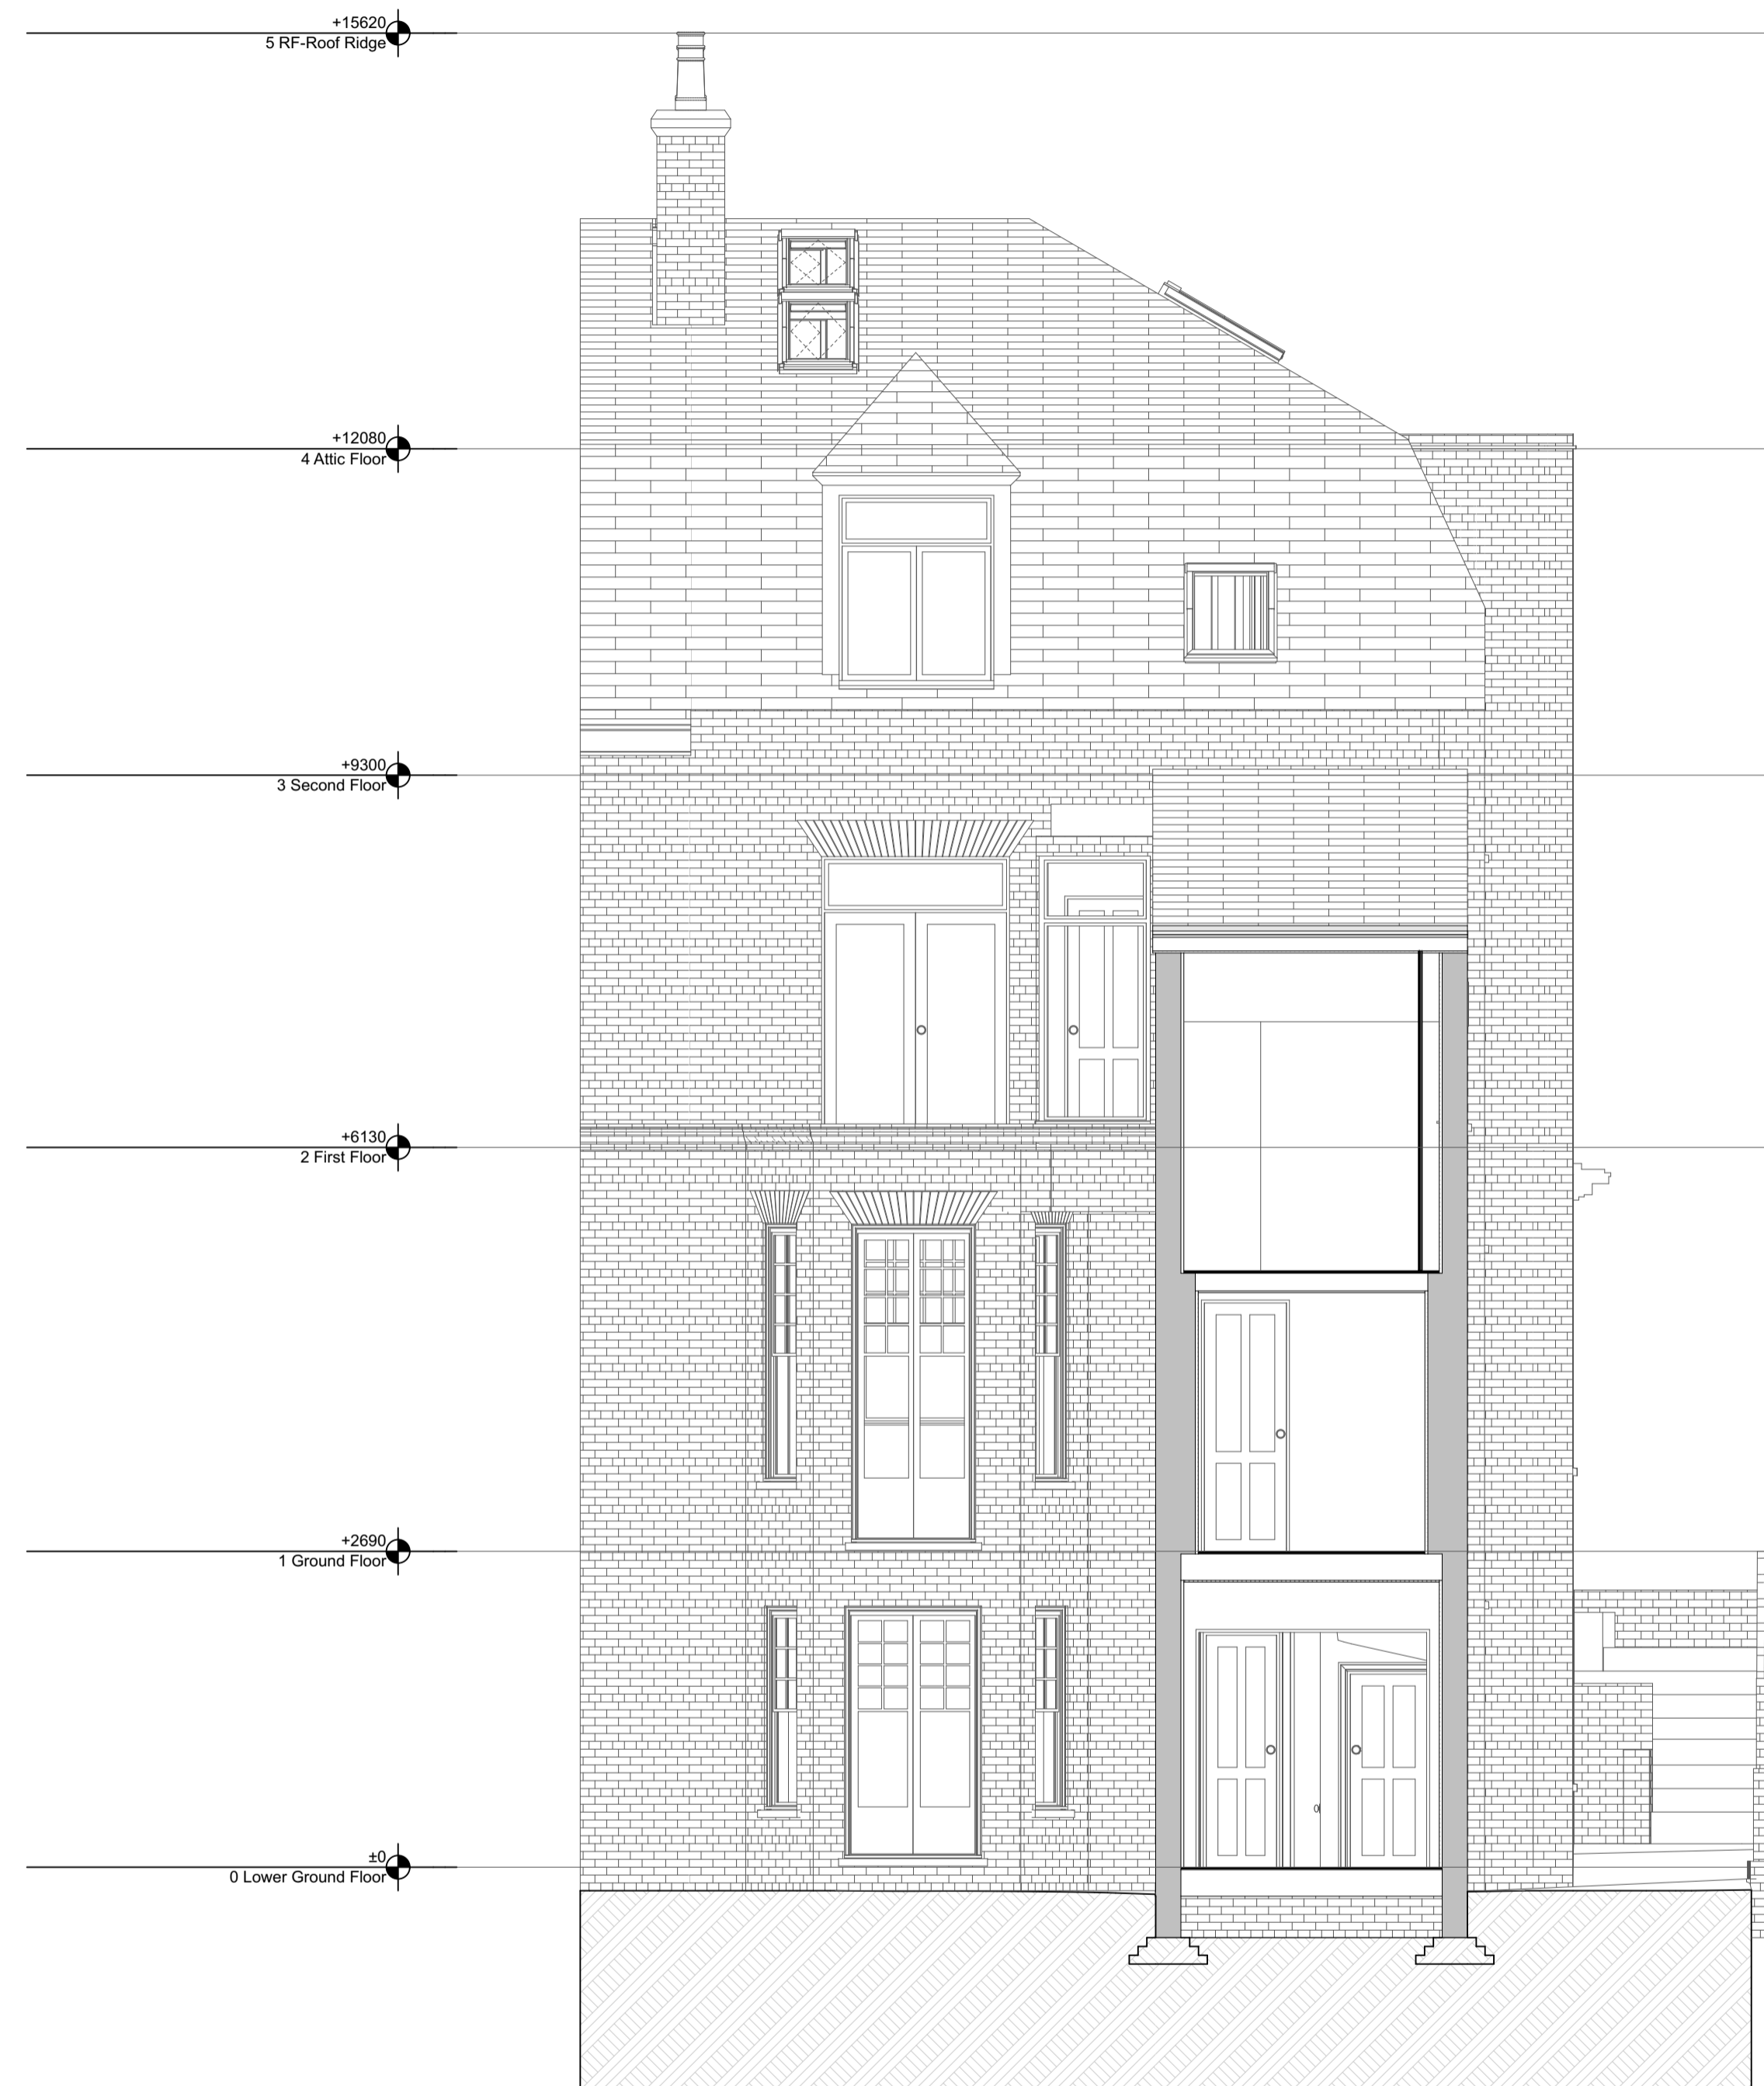 +15620
5 RF-Roof Ridge
+12080
4 Attic Floor
+9300
3 Second Floor
+6130
2 First Floor
+2690
1 Ground Floor
±0
0 Lower Ground Floor